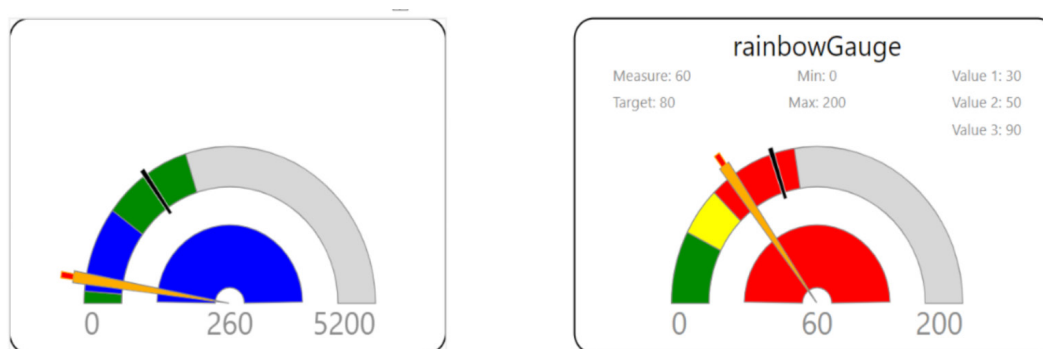 0 260 5200
rainbowGauge
Measure: 60 Min: 0 Value 1: 30
Target: 80 Max: 200 Value 2: 50
Value 3: 90
0 60 200